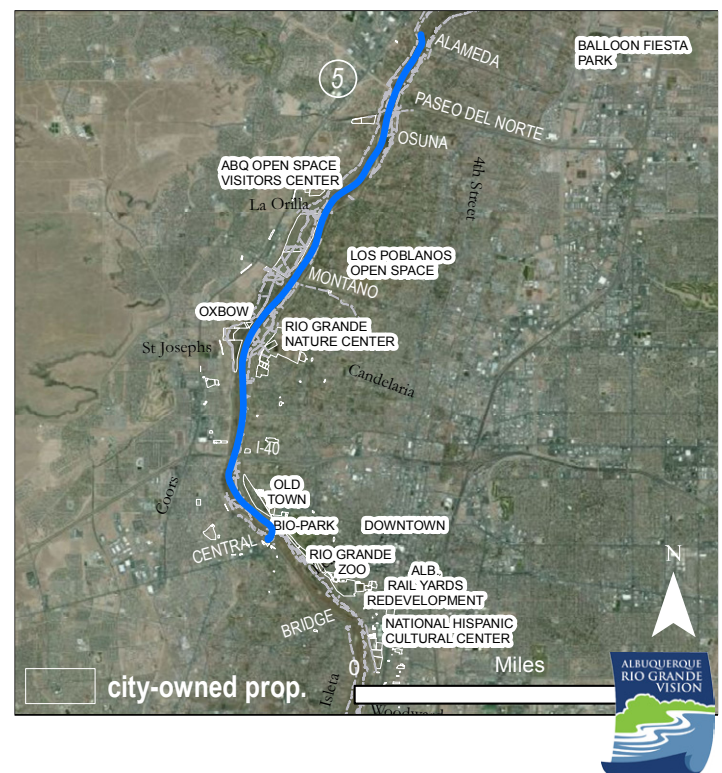 ALAMEDA
BALLOON FIESTA
PARK
5
PASEO DEL NORTE
OSUNA
4th Street
ABQ OPEN SPACE
VISITORS CENTER
La Orilla
LOS POBLANOS
OPEN SPACE
MONTANO
OXBOW
RIO GRANDE
NATURE CENTER
St Josephs
Candelaria
I-40
Coors
OLD
TOWN
BIO-PARK
DOWNTOWN
CENTRAL
RIO GRANDE
ZOO
ALB.
RAIL YARDS
REDEVELOPMENT
N
BRIDGE
NATIONAL HISPANIC
CULTURAL CENTER
0
Miles
city-owned prop.
Isleta
ALBUQUERQUE
RIO GRANDE
VISION